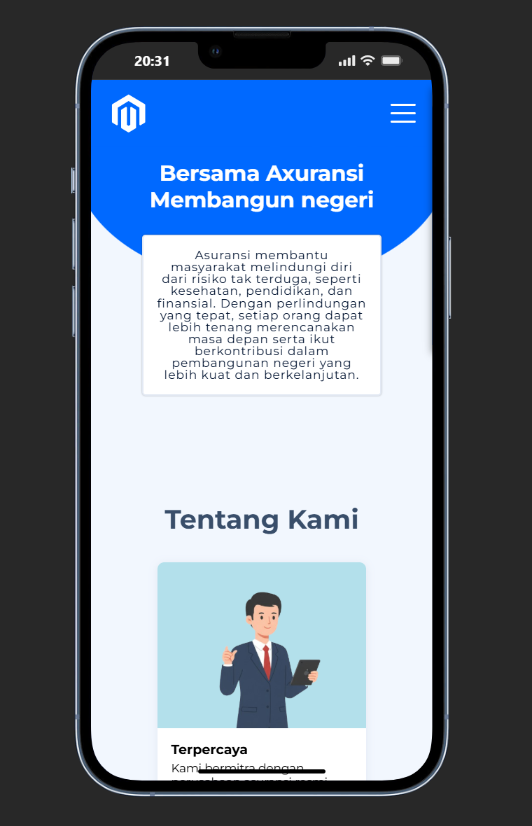 20:31
Bersama Axuransi
Membangun negeri
Asuransi membantu
masyarakat melindungi diri
dari risiko tak terduga, seperti
kesehatan, pendidikan, dan
finansial. Dengan perlindungan
yang tepat, setiap orang dapat
lebih tenang merencanakan
masa depan serta ikut
berkontribusi dalam
pembangunan negeri yang
lebih kuat dan berkelanjutan.
Tentang Kami
Terpercaya
Kami bermitra dengan